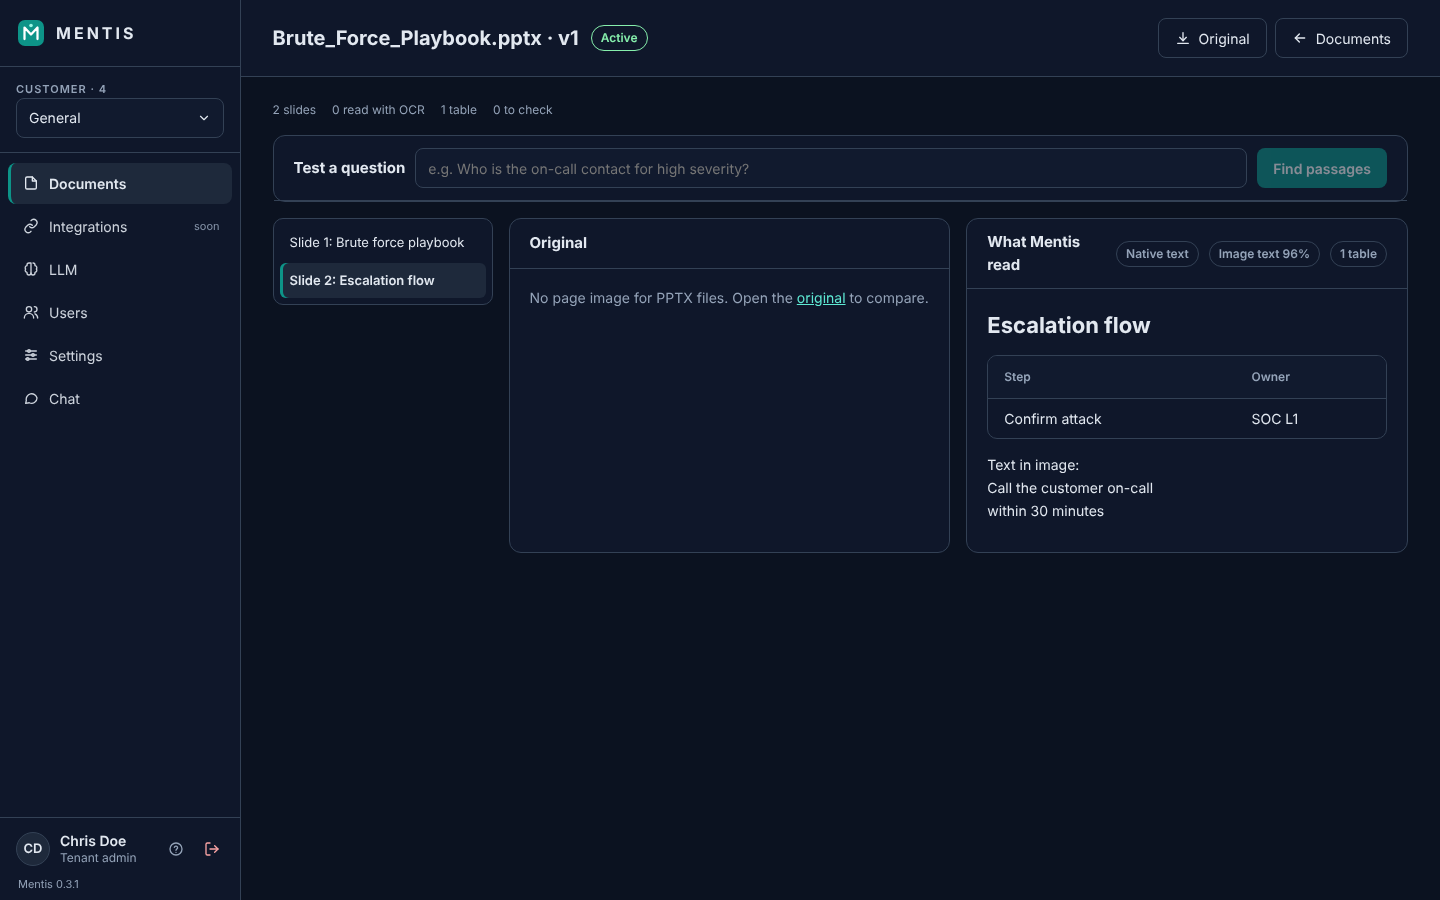 MENTIS
CUSTOMER · 4
General
Documents
Integrations soon
LLM
Users
Settings
Chat
CD
Chris Doe
Tenant admin
Mentis 0.3.1
Brute_Force_Playbook.pptx · v1 Active
Original
Documents
2 slides 0 read with OCR 1 table 0 to check
Test a question e.g. Who is the on-call contact for high severity? Find passages
Slide 1: Brute force playbook
Slide 2: Escalation flow
Original
No page image for PPTX files. Open the original to compare.
What Mentis
read
Native text Image text 96% 1 table
Escalation flow
Step Owner
Confirm attack SOC L1
Text in image:
Call the customer on-call
within 30 minutes